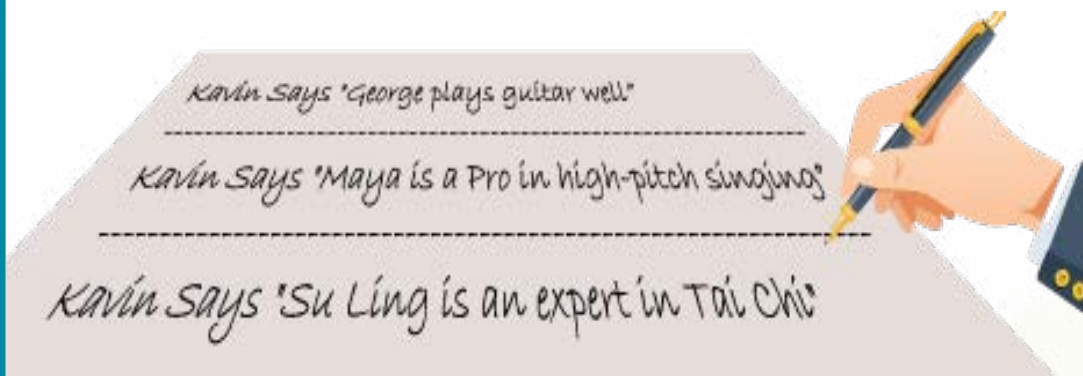 Kavin Says "George plays guitar well"
Kavin Says "Maya is a Pro in high-pitch singing"
Kavin Says "Su Ling is an expert in Tai Chi"